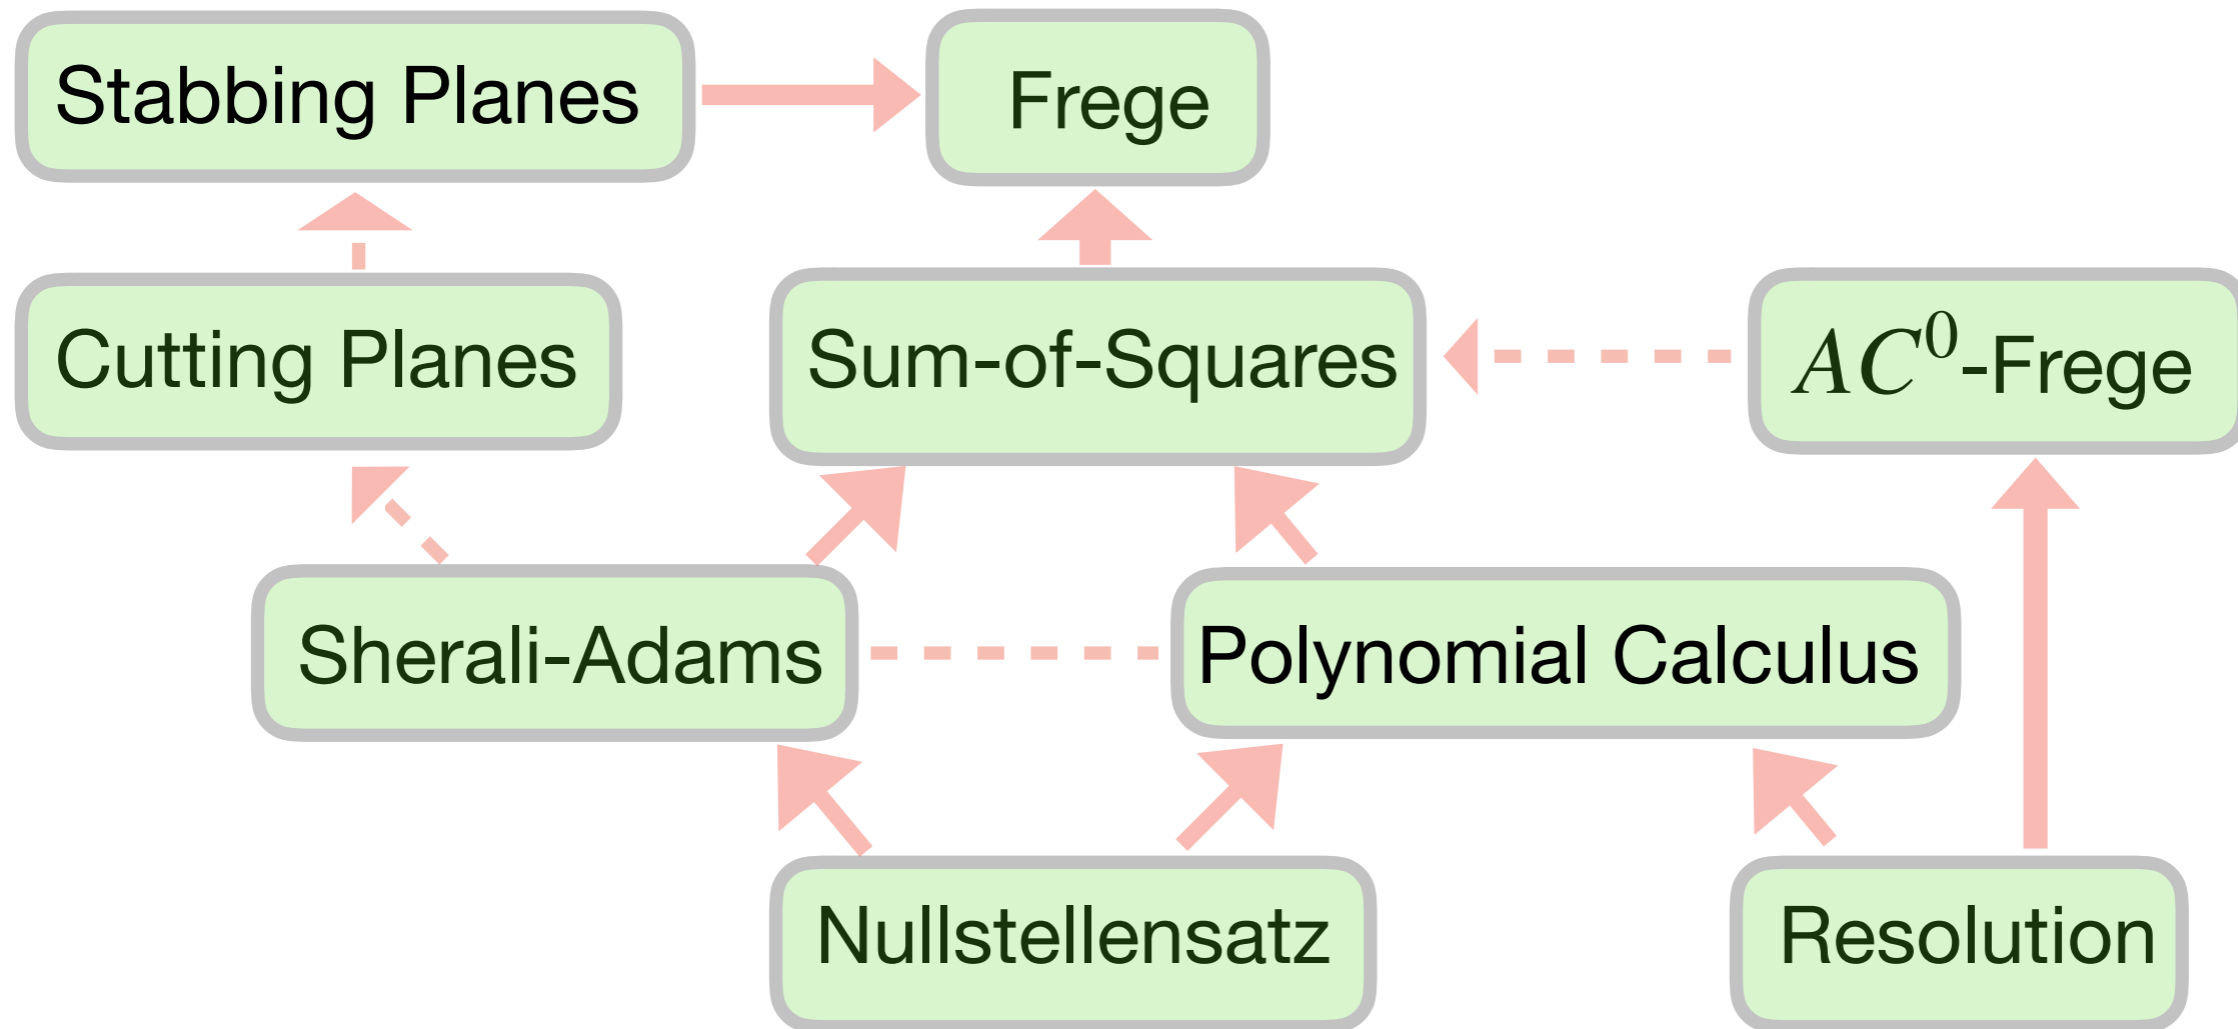 Stabbing Planes
Frege
Cutting Planes
Sum-of-Squares
AC⁰-Frege
Sherali-Adams
Polynomial Calculus
Nullstellensatz
Resolution